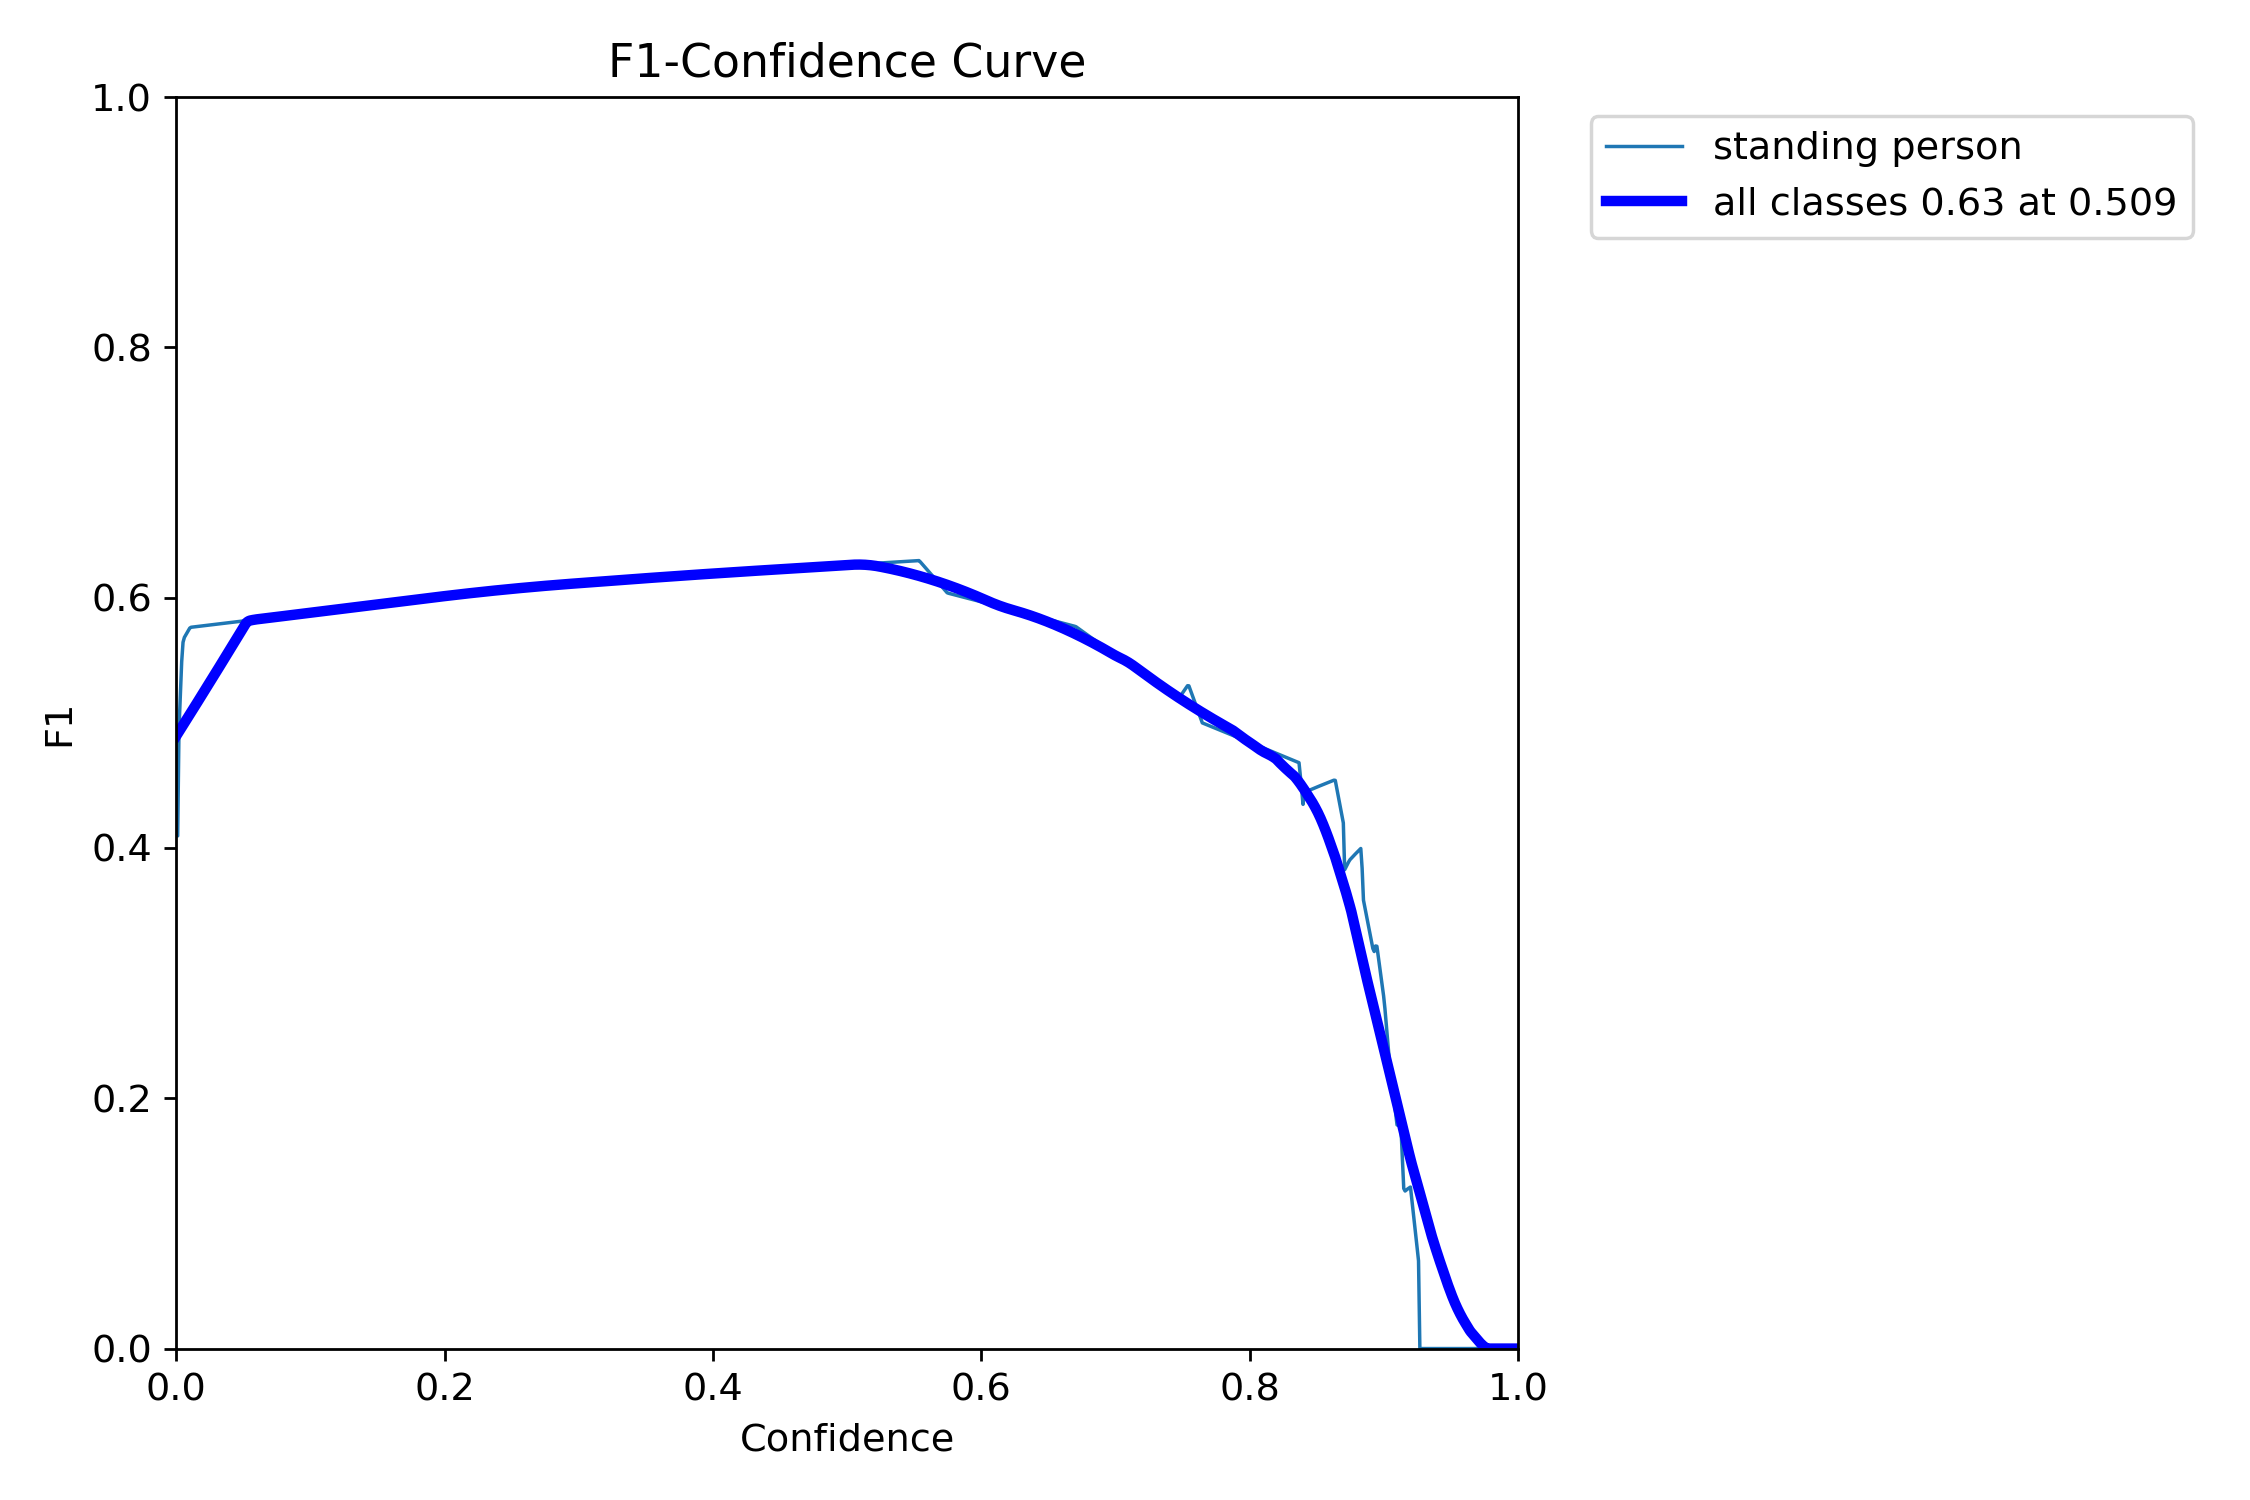 F1-Confidence Curve
standing person
all classes 0.63 at 0.509
1.0
0.8
0.6
0.4
0.2
0.0
F1
0.0 0.2 0.4 0.6 0.8 1.0
Confidence